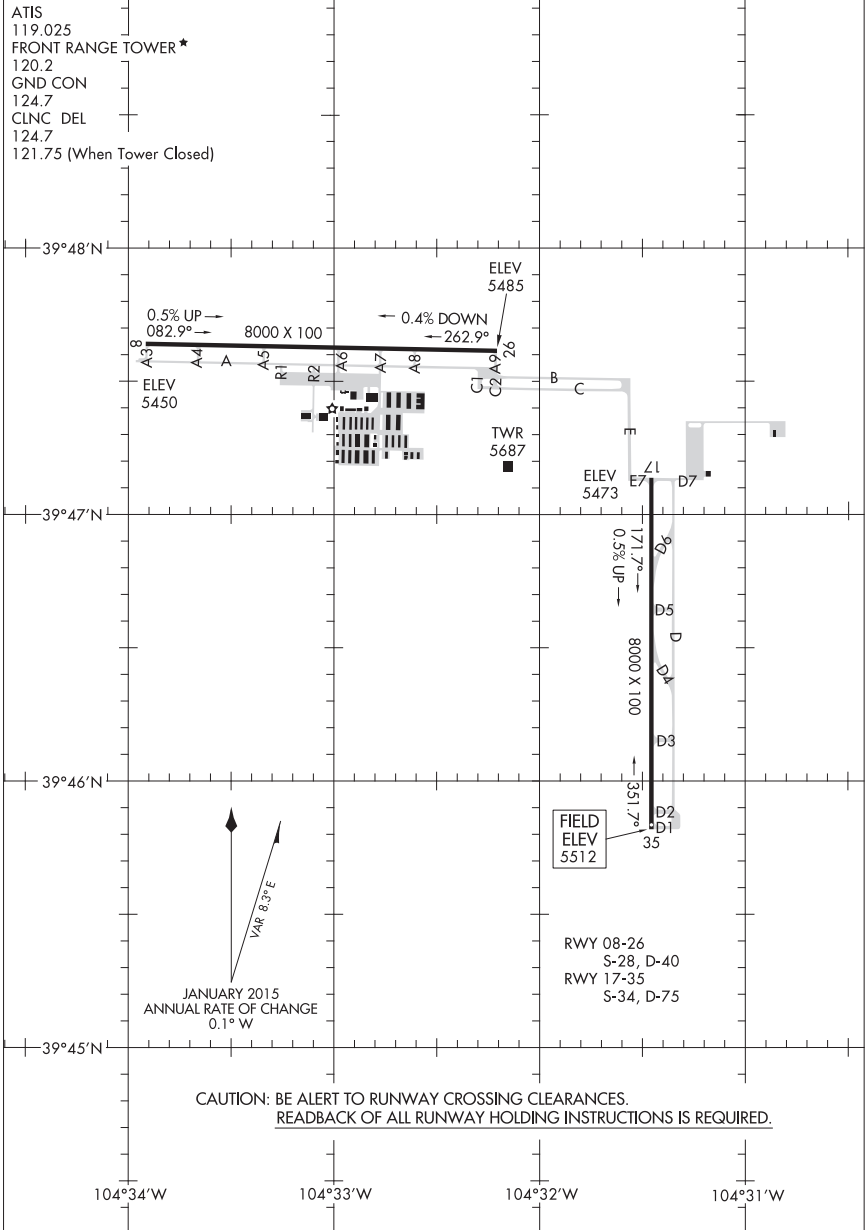 ATIS
119.025
FRONT RANGE TOWER★
120.2
GND CON
124.7
CLNC DEL
124.7
121.75 (When Tower Closed)
39°48'N
ELEV
5485
0.5% UP →
082.9° →
8000 X 100
← 0.4% DOWN
← 262.9°
8
26
A3
A4
A
A5
R1
R2
A6
A7
A8
A9
C1
C2
B
C
ELEV
5450
E
TWR
5687
ELEV
5473
E7
17
D7
39°47'N
171.7° →
0.5% UP →
D6
D5
D
8000 X 100
D4
D3
39°46'N
351.7° →
D2
D1
35
FIELD
ELEV
5512
VAR 8.3° E
JANUARY 2015
ANNUAL RATE OF CHANGE
0.1° W
RWY 08-26
S-28, D-40
RWY 17-35
S-34, D-75
39°45'N
CAUTION: BE ALERT TO RUNWAY CROSSING CLEARANCES.
READBACK OF ALL RUNWAY HOLDING INSTRUCTIONS IS REQUIRED.
104°34'W
104°33'W
104°32'W
104°31'W